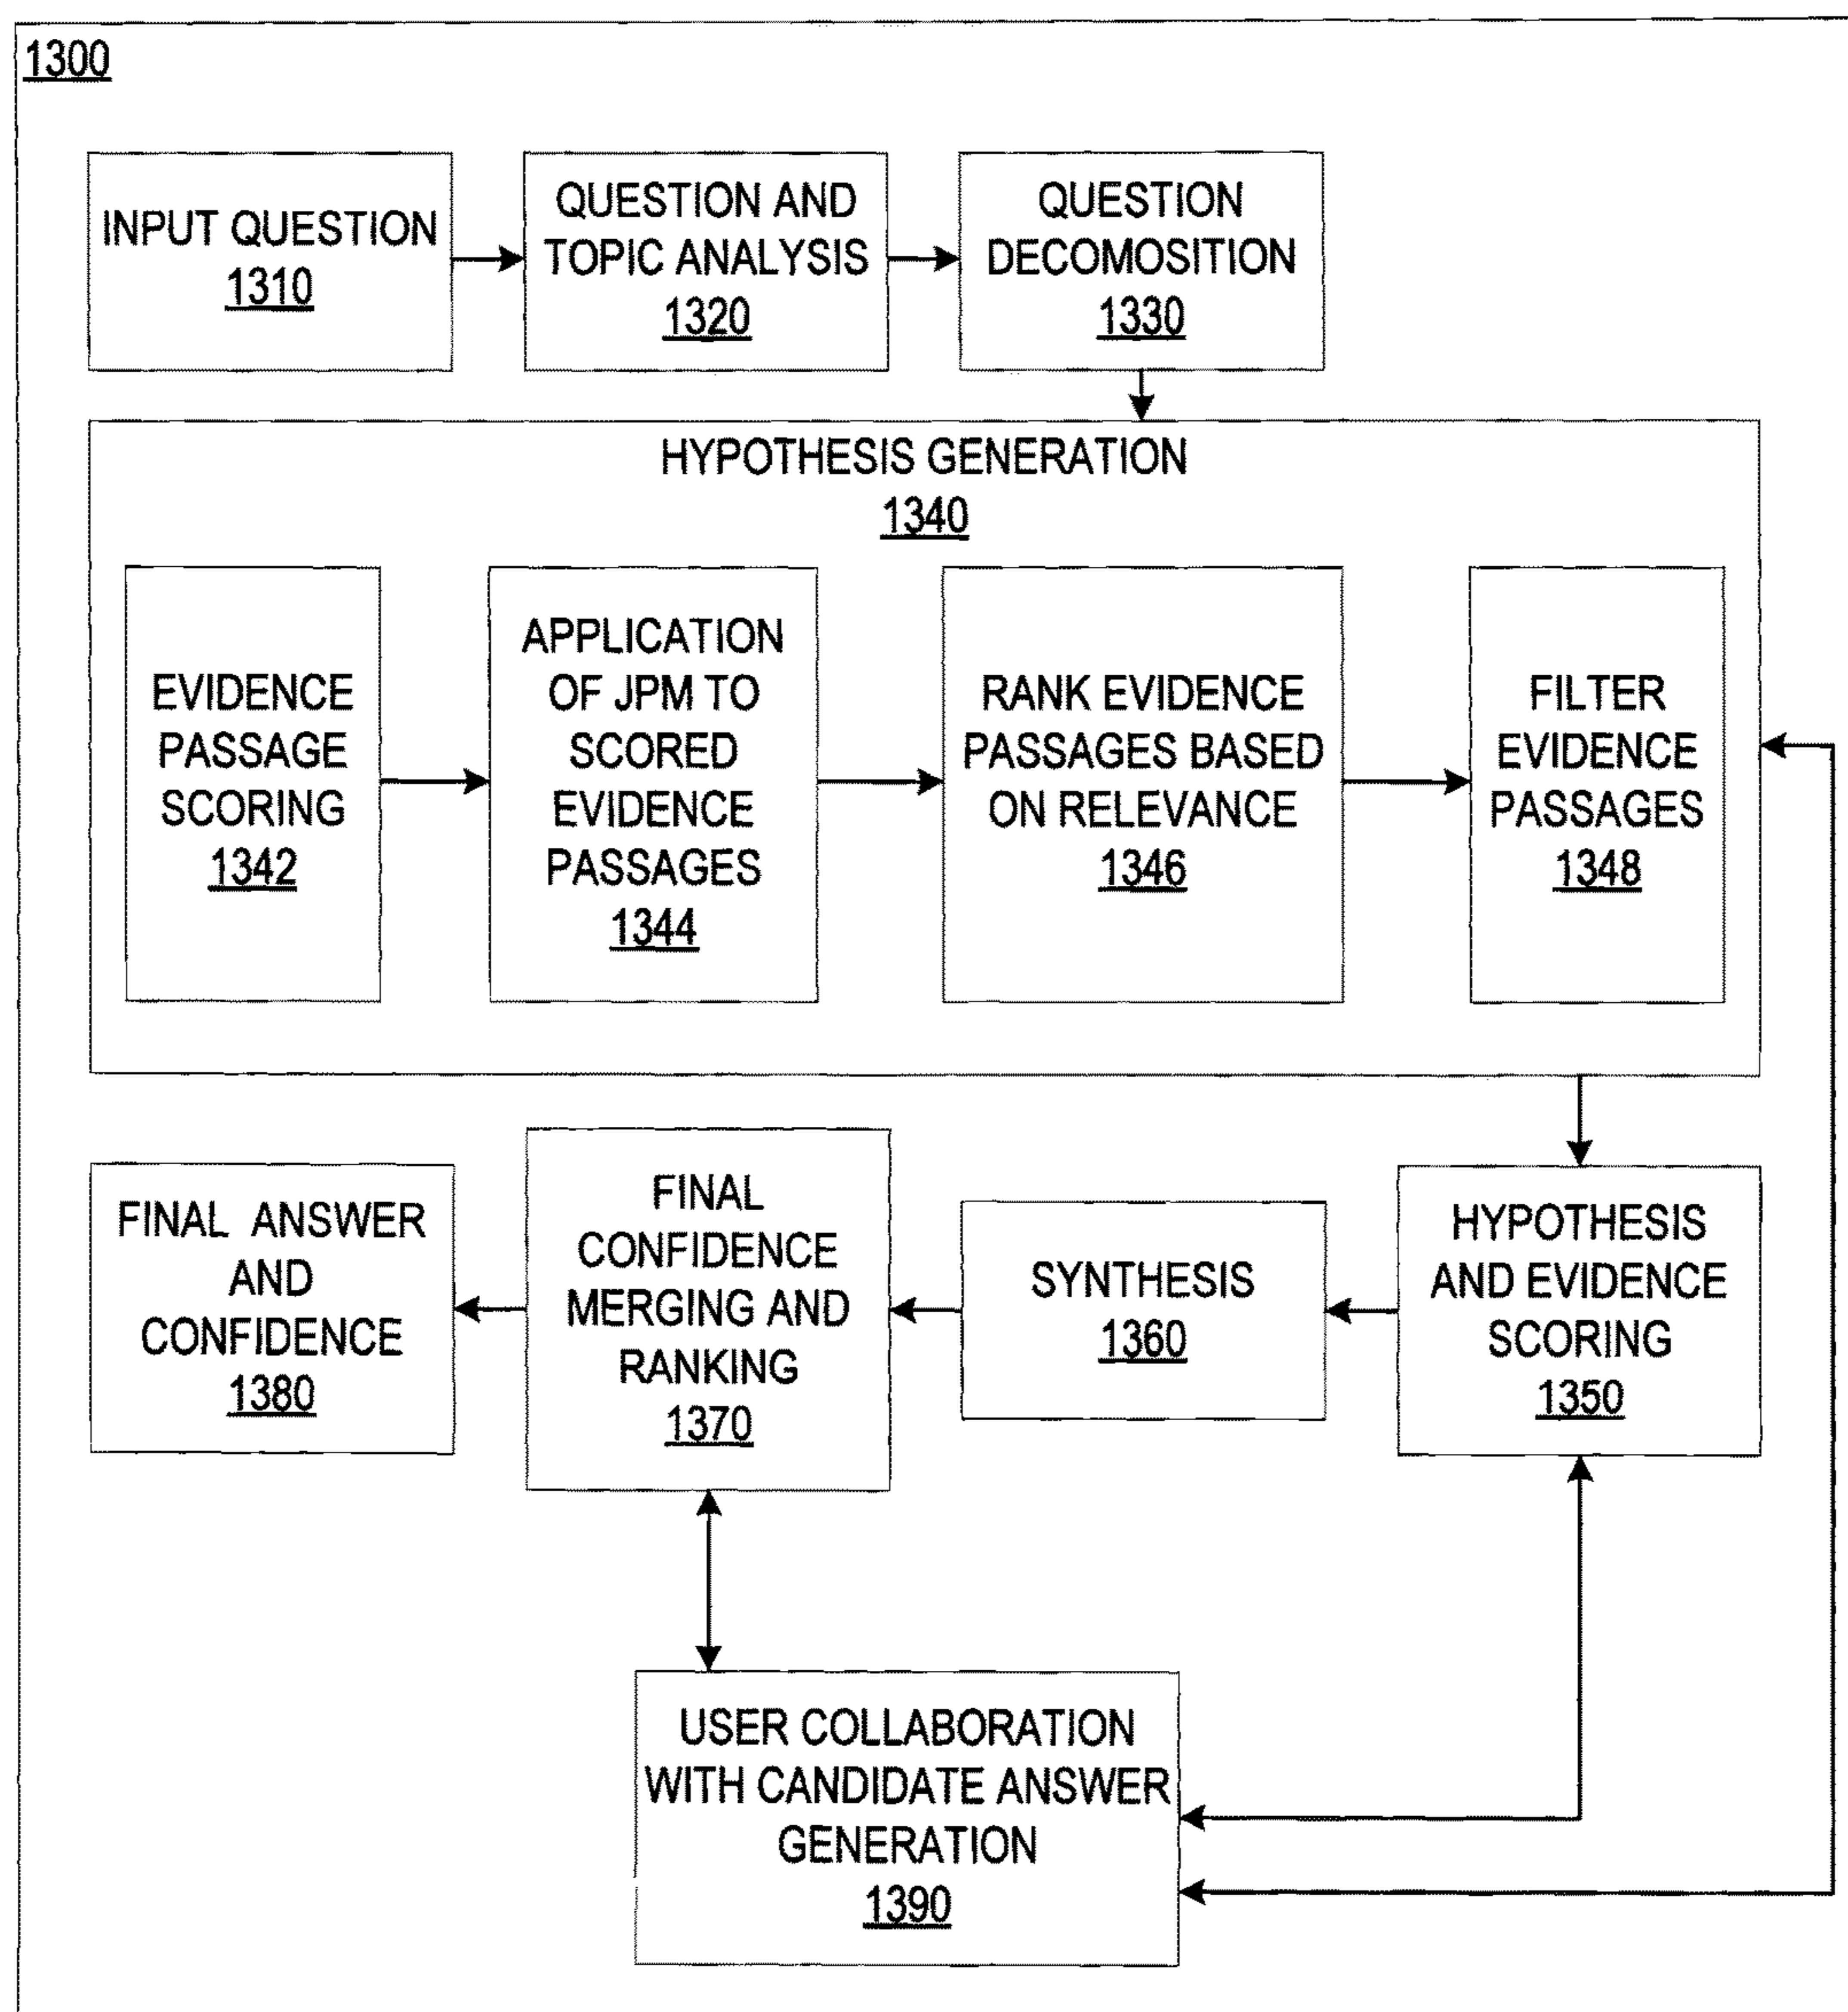 1300
INPUT QUESTION
1310
QUESTION AND
TOPIC ANALYSIS
1320
QUESTION
DECOMOSITION
1330
HYPOTHESIS GENERATION
1340
EVIDENCE
PASSAGE
SCORING
1342
APPLICATION
OF JPM TO
SCORED
EVIDENCE
PASSAGES
1344
RANK EVIDENCE
PASSAGES BASED
ON RELEVANCE
1346
FILTER
EVIDENCE
PASSAGES
1348
FINAL ANSWER
AND
CONFIDENCE
1380
FINAL
CONFIDENCE
MERGING AND
RANKING
1370
SYNTHESIS
1360
HYPOTHESIS
AND EVIDENCE
SCORING
1350
USER COLLABORATION
WITH CANDIDATE ANSWER
GENERATION
1390